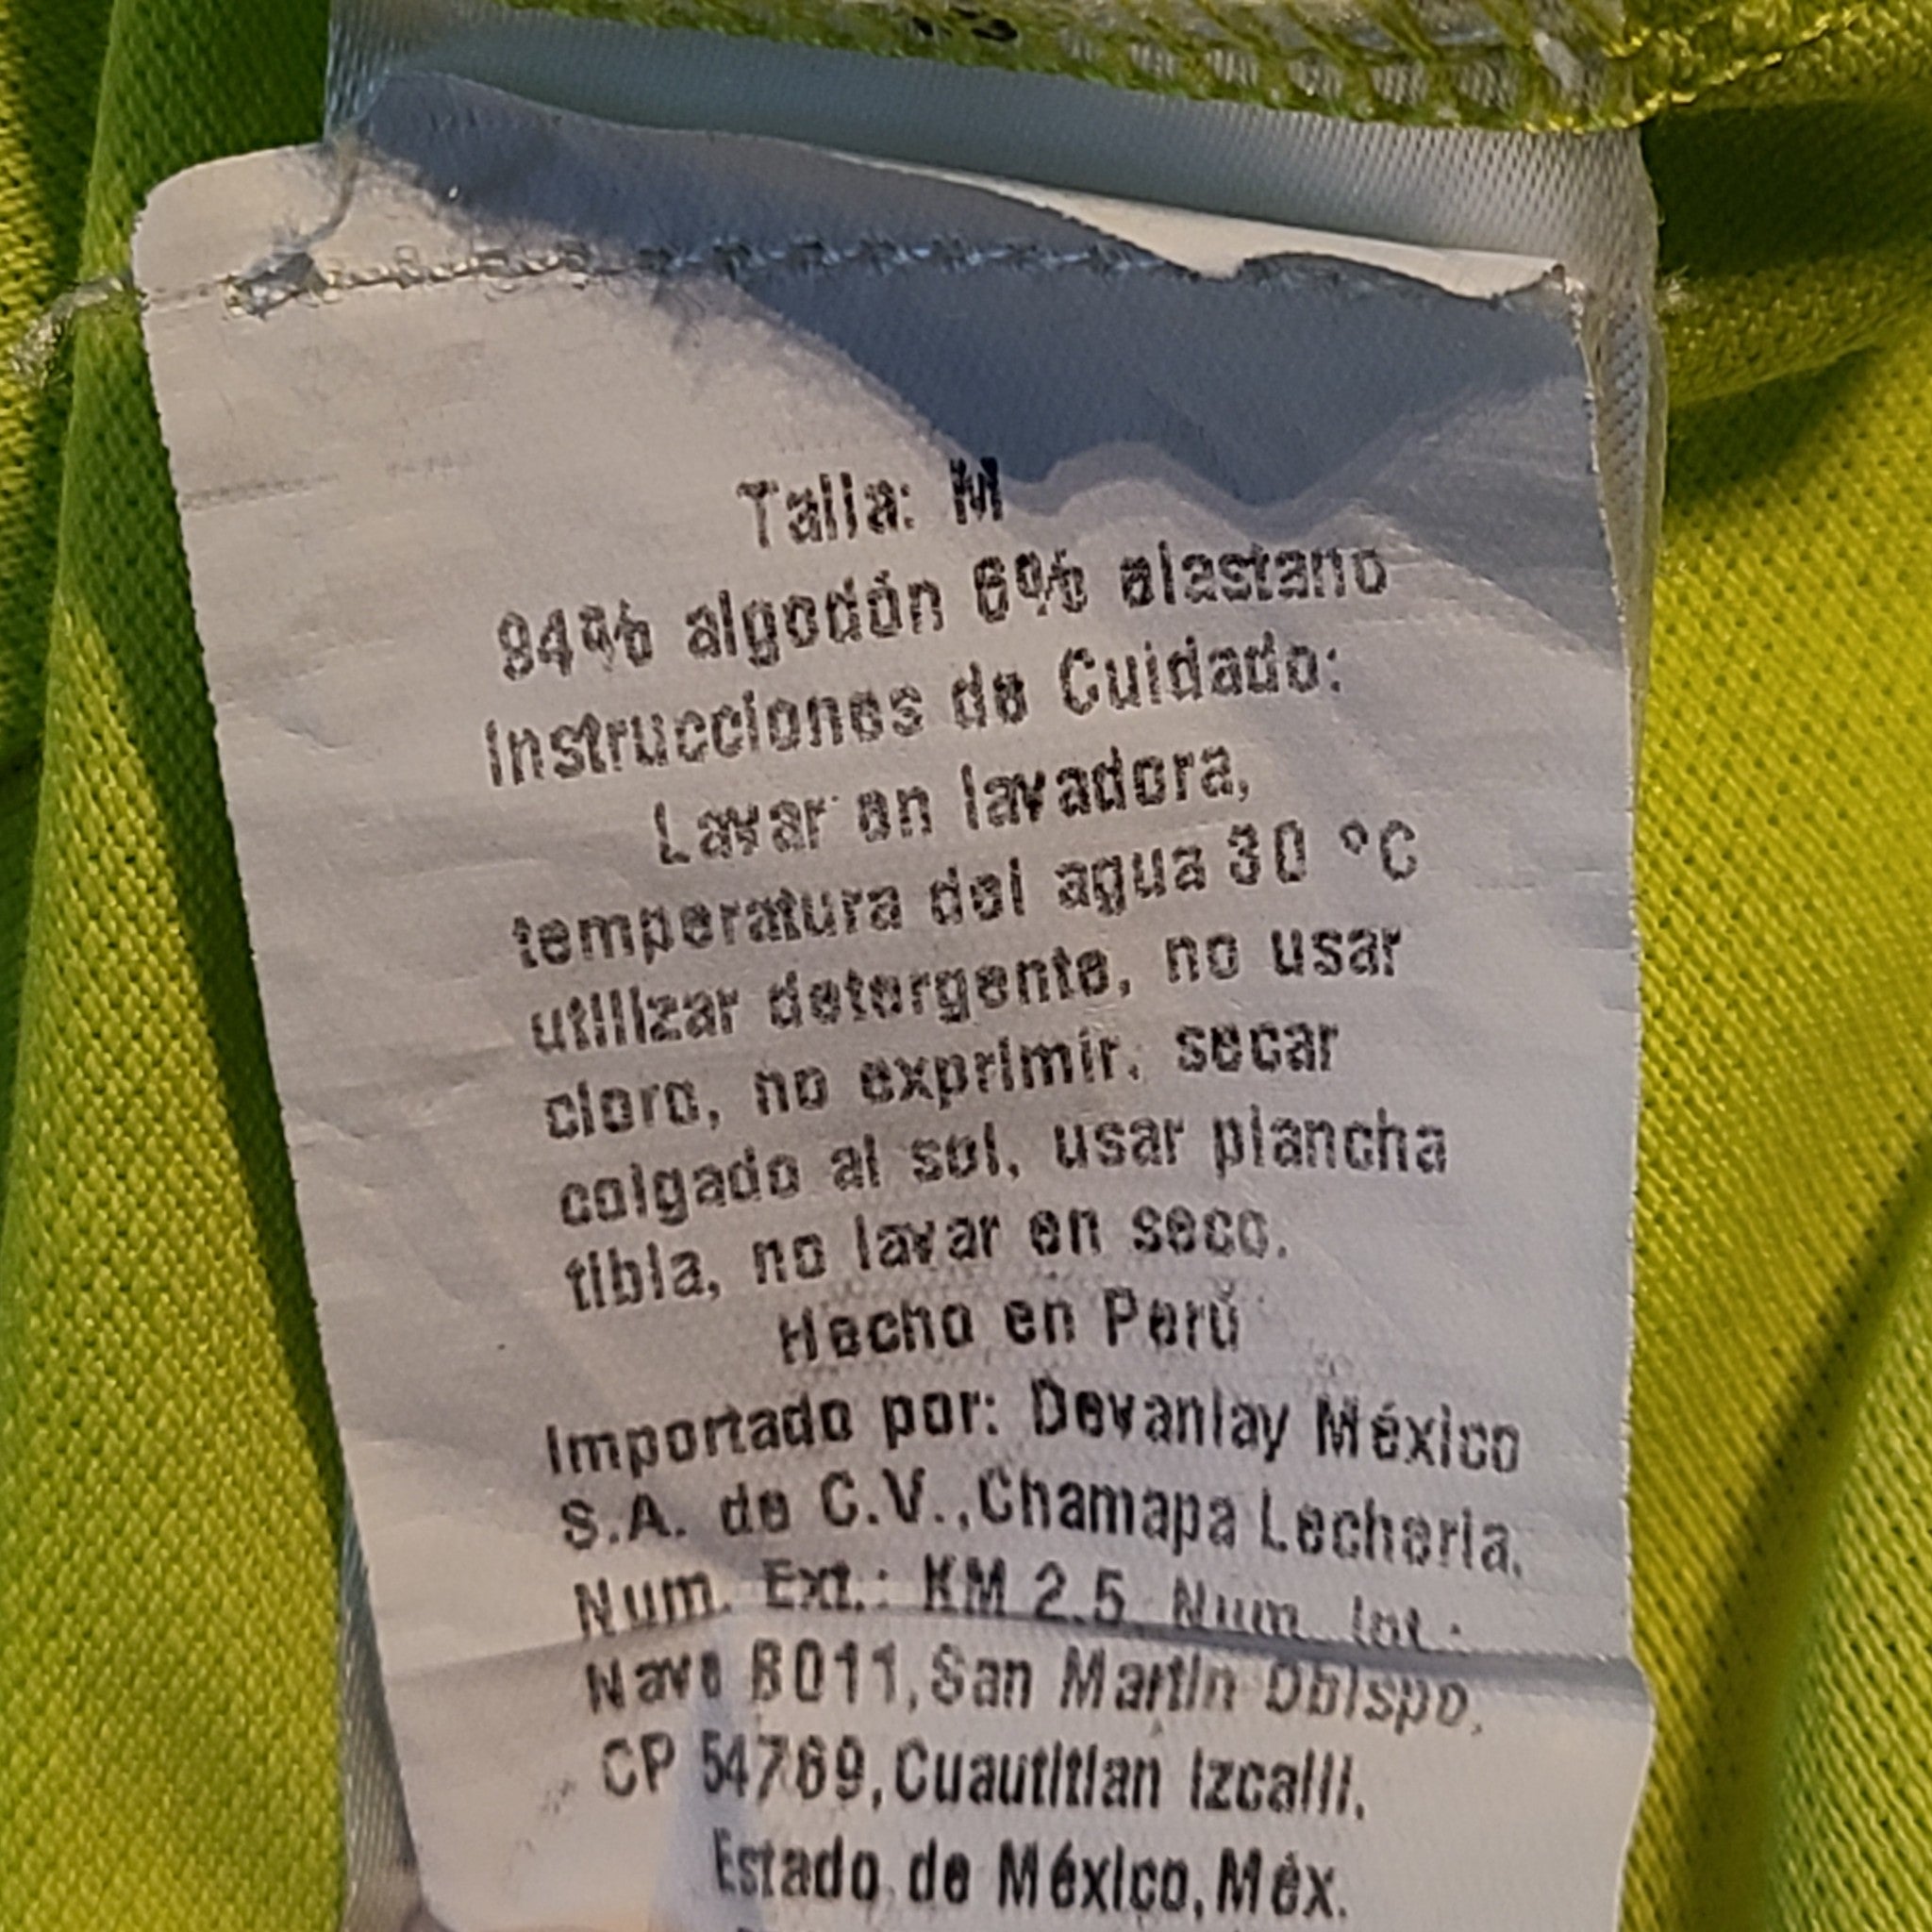 Talla: M
94% algodón 6% elastano
Instrucciones de Cuidado:
Lavar en lavadora,
temperatura del agua 30 °C
utilizar detergente, no usar
cloro, no exprimir, secar
colgado al sol, usar plancha
tibia, no lavar en seco.
Hecho en Perú
Importado por: Devanlay México
S.A. de C.V.,Chamapa Lecheria.
Num. Ext.: KM 2.5 Num. Int.:
Nave B011,San Martin Obispo,
CP 54769,Cuautitlan Izcalli,
Estado de México,Méx.